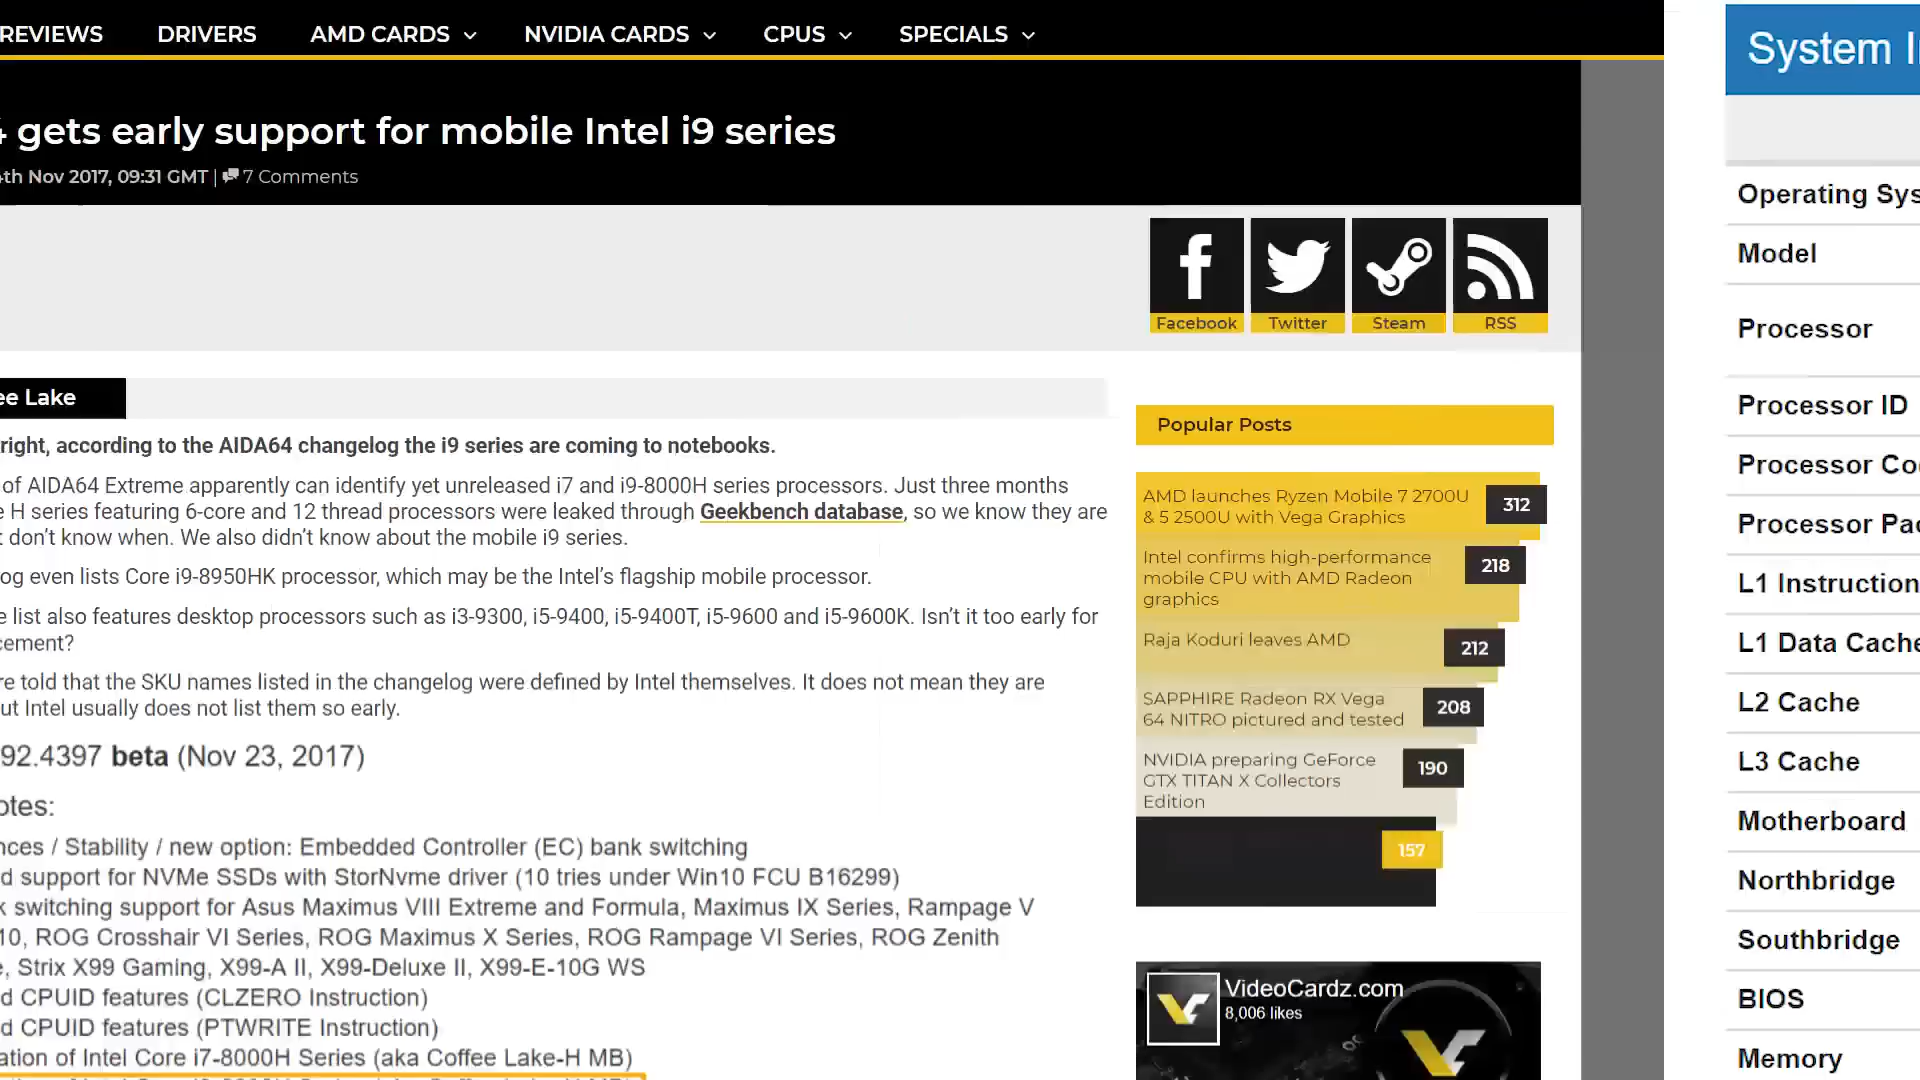 REVIEWS DRIVERS AMD CARDS NVIDIA CARDS CPUS SPECIALS
gets early support for mobile Intel i9 series
th Nov 2017, 09:31 GMT | 7 Comments
Facebook Twitter Steam RSS
ee Lake
right, according to the AIDA64 changelog the i9 series are coming to notebooks.
of AIDA64 Extreme apparently can identify yet unreleased i7 and i9-8000H series processors. Just three months
e H series featuring 6-core and 12 thread processors were leaked through Geekbench database, so we know they are
t don't know when. We also didn't know about the mobile i9 series.
og even lists Core i9-8950HK processor, which may be the Intel's flagship mobile processor.
e list also features desktop processors such as i3-9300, i5-9400, i5-9400T, i5-9600 and i5-9600K. Isn't it too early for
cement?
re told that the SKU names listed in the changelog were defined by Intel themselves. It does not mean they are
ut Intel usually does not list them so early.
92.4397 beta (Nov 23, 2017)
otes:
nces / Stability / new option: Embedded Controller (EC) bank switching
d support for NVMe SSDs with StorNvme driver (10 tries under Win10 FCU B16299)
k switching support for Asus Maximus VIII Extreme and Formula, Maximus IX Series, Rampage V
10, ROG Crosshair VI Series, ROG Maximus X Series, ROG Rampage VI Series, ROG Zenith
e, Strix X99 Gaming, X99-A II, X99-Deluxe II, X99-E-10G WS
d CPUID features (CLZERO Instruction)
d CPUID features (PTWRITE Instruction)
ation of Intel Core i7-8000H Series (aka Coffee Lake-H MB)
Popular Posts
AMD launches Ryzen Mobile 7 2700U
& 5 2500U with Vega Graphics
312
Intel confirms high-performance
mobile CPU with AMD Radeon
graphics
218
Raja Koduri leaves AMD
212
SAPPHIRE Radeon RX Vega
64 NITRO pictured and tested
208
NVIDIA preparing GeForce
GTX TITAN X Collectors
Edition
190
157
VideoCardz.com
8,006 likes
System I
Operating Sys
Model
Processor
Processor ID
Processor Co
Processor Pac
L1 Instruction
L1 Data Cache
L2 Cache
L3 Cache
Motherboard
Northbridge
Southbridge
BIOS
Memory